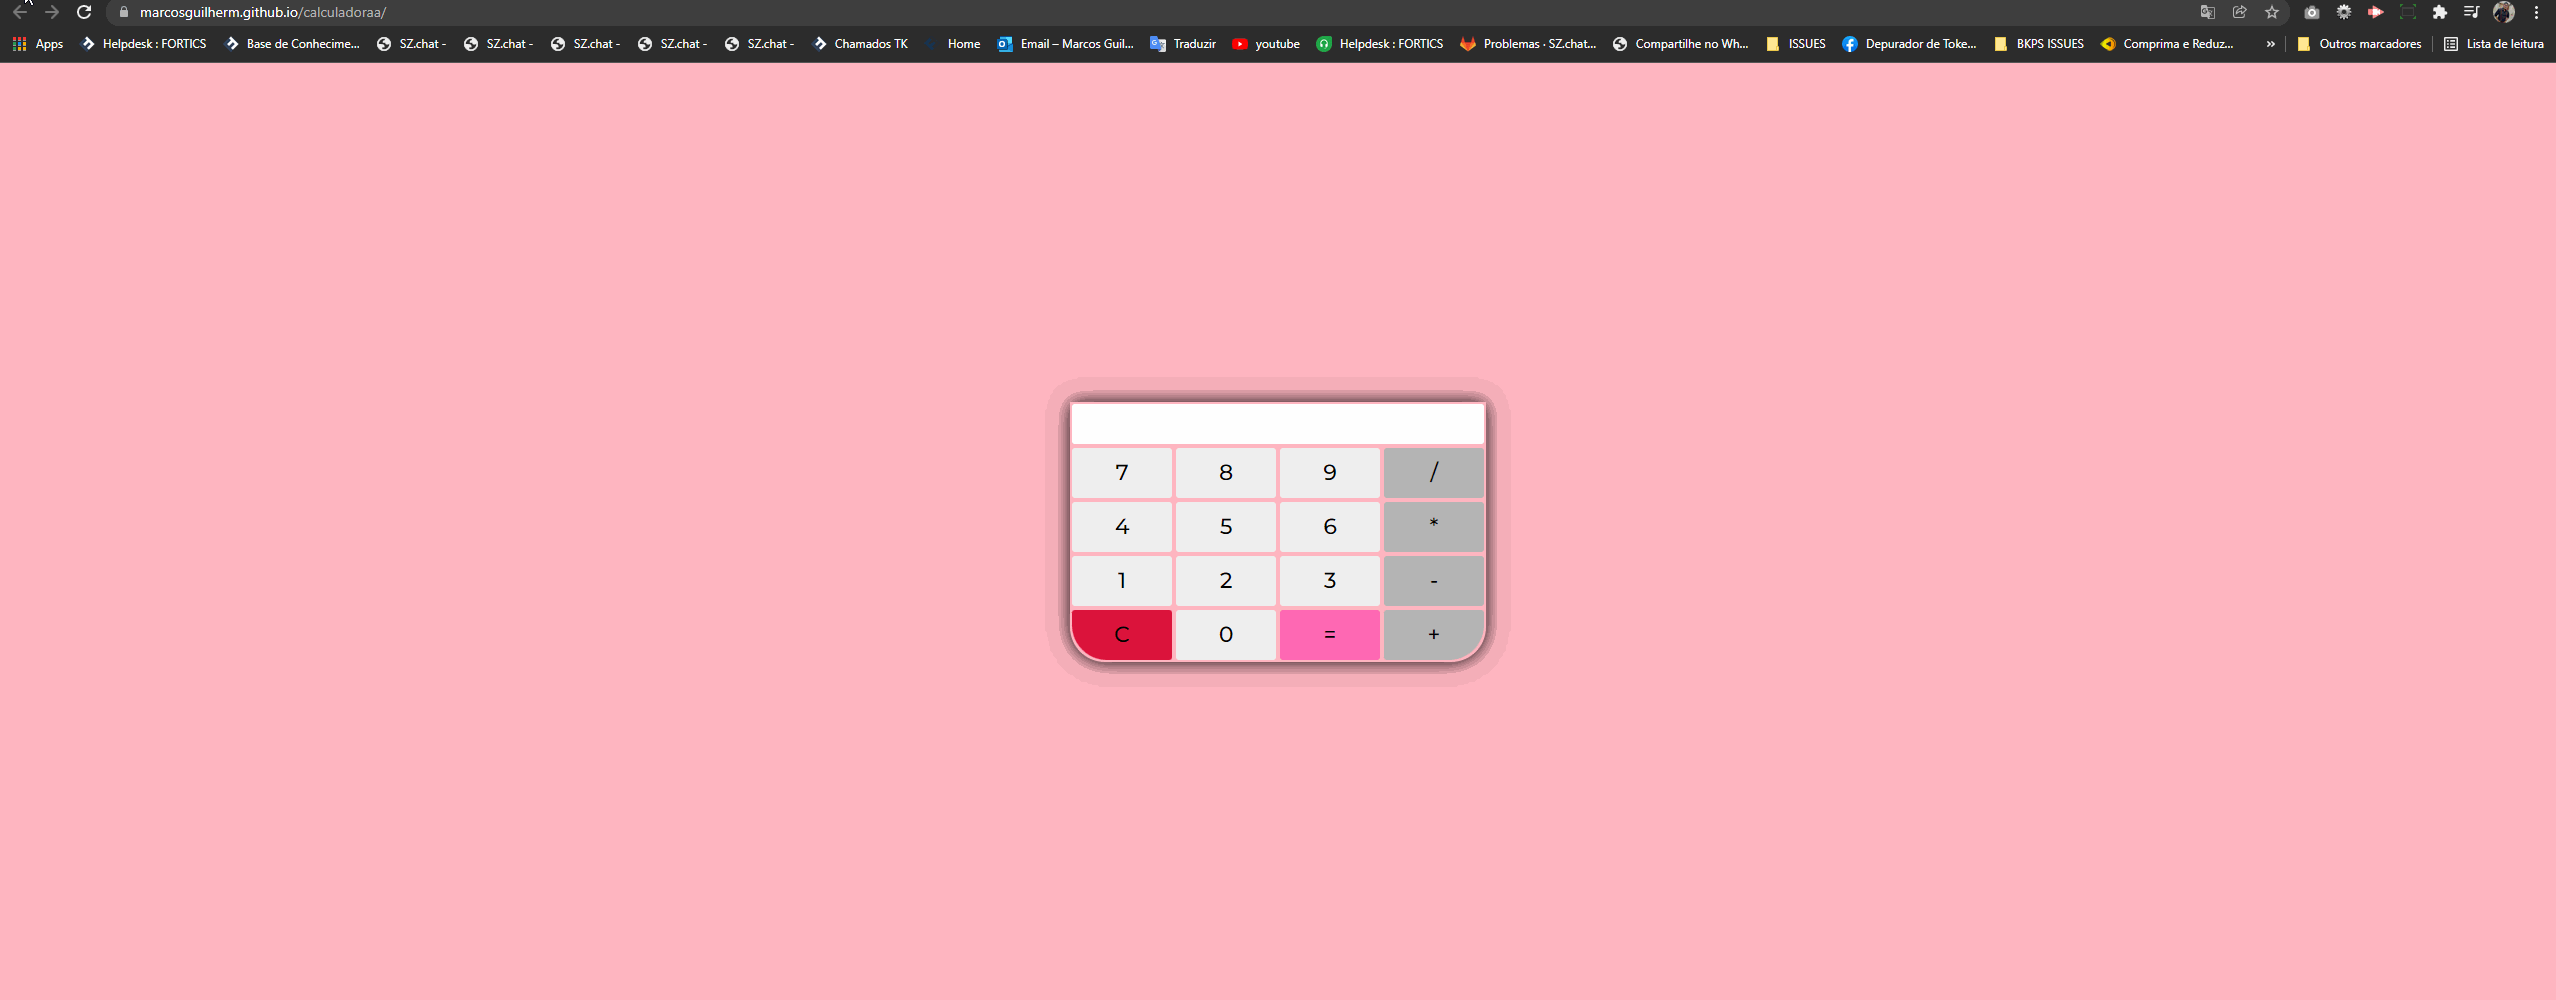 marcosguilherm.github.io/calculadoraa/
Apps Helpdesk : FORTICS Base de Conhecime... SZ.chat - SZ.chat - SZ.chat - SZ.chat - SZ.chat - Chamados TK Home Email – Marcos Guil... Traduzir youtube Helpdesk : FORTICS Problemas · SZ.chat... Compartilhe no Wh... ISSUES Depurador de Toke... BKPS ISSUES Comprima e Reduz... » Outros marcadores Lista de leitura
7 8 9 /
4 5 6 *
1 2 3 -
C 0 = +